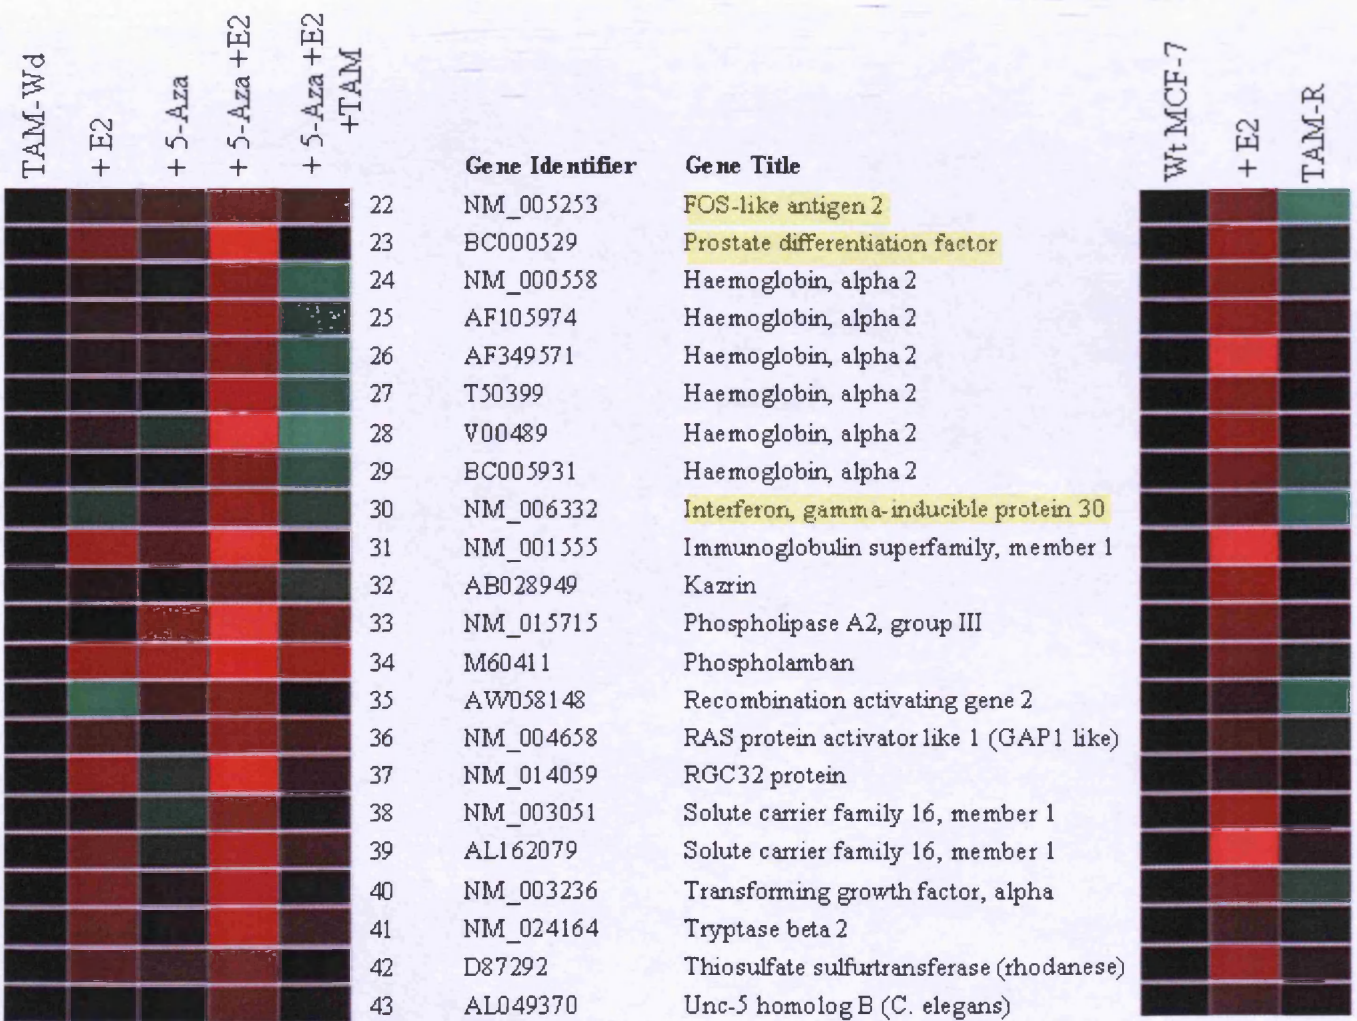 TAM-Wd
+ E2
+ 5-Aza
+ 5-Aza +E2
+ 5-Aza +E2
+TAM
Wt MCF-7
+ E2
TAM-R
Gene Identifier Gene Title
22 NM_005253 FOS-like antigen 2
23 BC000529 Prostate differentiation factor
24 NM_000558 Haemoglobin, alpha 2
25 AF105974 Haemoglobin, alpha 2
26 AF349571 Haemoglobin, alpha 2
27 T50399 Haemoglobin, alpha 2
28 V00489 Haemoglobin, alpha 2
29 BC005931 Haemoglobin, alpha 2
30 NM_006332 Interferon, gamma-inducible protein 30
31 NM_001555 Immunoglobulin superfamily, member 1
32 AB028949 Kazrin
33 NM_015715 Phospholipase A2, group III
34 M60411 Phospholamban
35 AW058148 Recombination activating gene 2
36 NM_004658 RAS protein activator like 1 (GAP1 like)
37 NM_014059 RGC32 protein
38 NM_003051 Solute carrier family 16, member 1
39 AL162079 Solute carrier family 16, member 1
40 NM_003236 Transforming growth factor, alpha
41 NM_024164 Tryptase beta 2
42 D87292 Thiosulfate sulfurtransferase (rhodanese)
43 AL049370 Unc-5 homolog B (C. elegans)